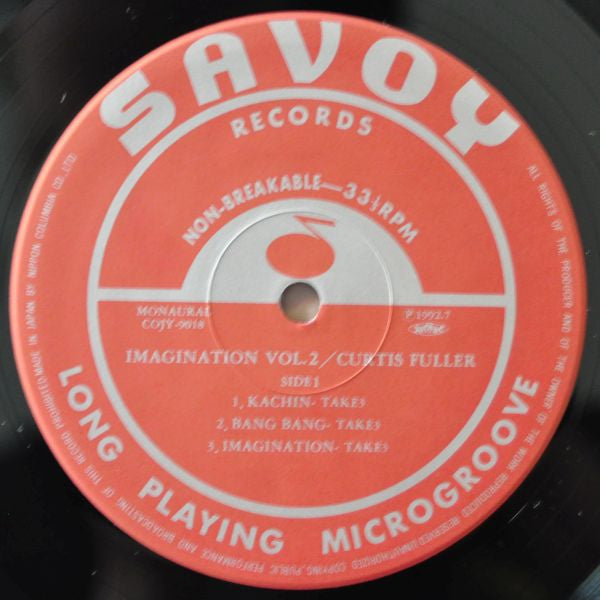 SAVOY
RECORDS
NON-BREAKABLE—33⅓RPM
MONAURAL
COJY-9018
P 1992.7
IMAGINATION VOL.2/CURTIS FULLER
SIDE 1
1, KACHIN- TAKE3
2, BANG BANG- TAKE3
3, IMAGINATION- TAKE3
LONG PLAYING MICROGROOVE
ALL RIGHTS OF THE PRODUCER AND OF THE OWNER OF THE WORK REPRODUCED RESERVED. UNAUTHORIZED COPYING, PUBLIC PERFORMANCE AND BROADCASTING OF THIS RECORD PROHIBITED. MADE IN JAPAN BY NIPPON COLUMBIA CO., LTD.